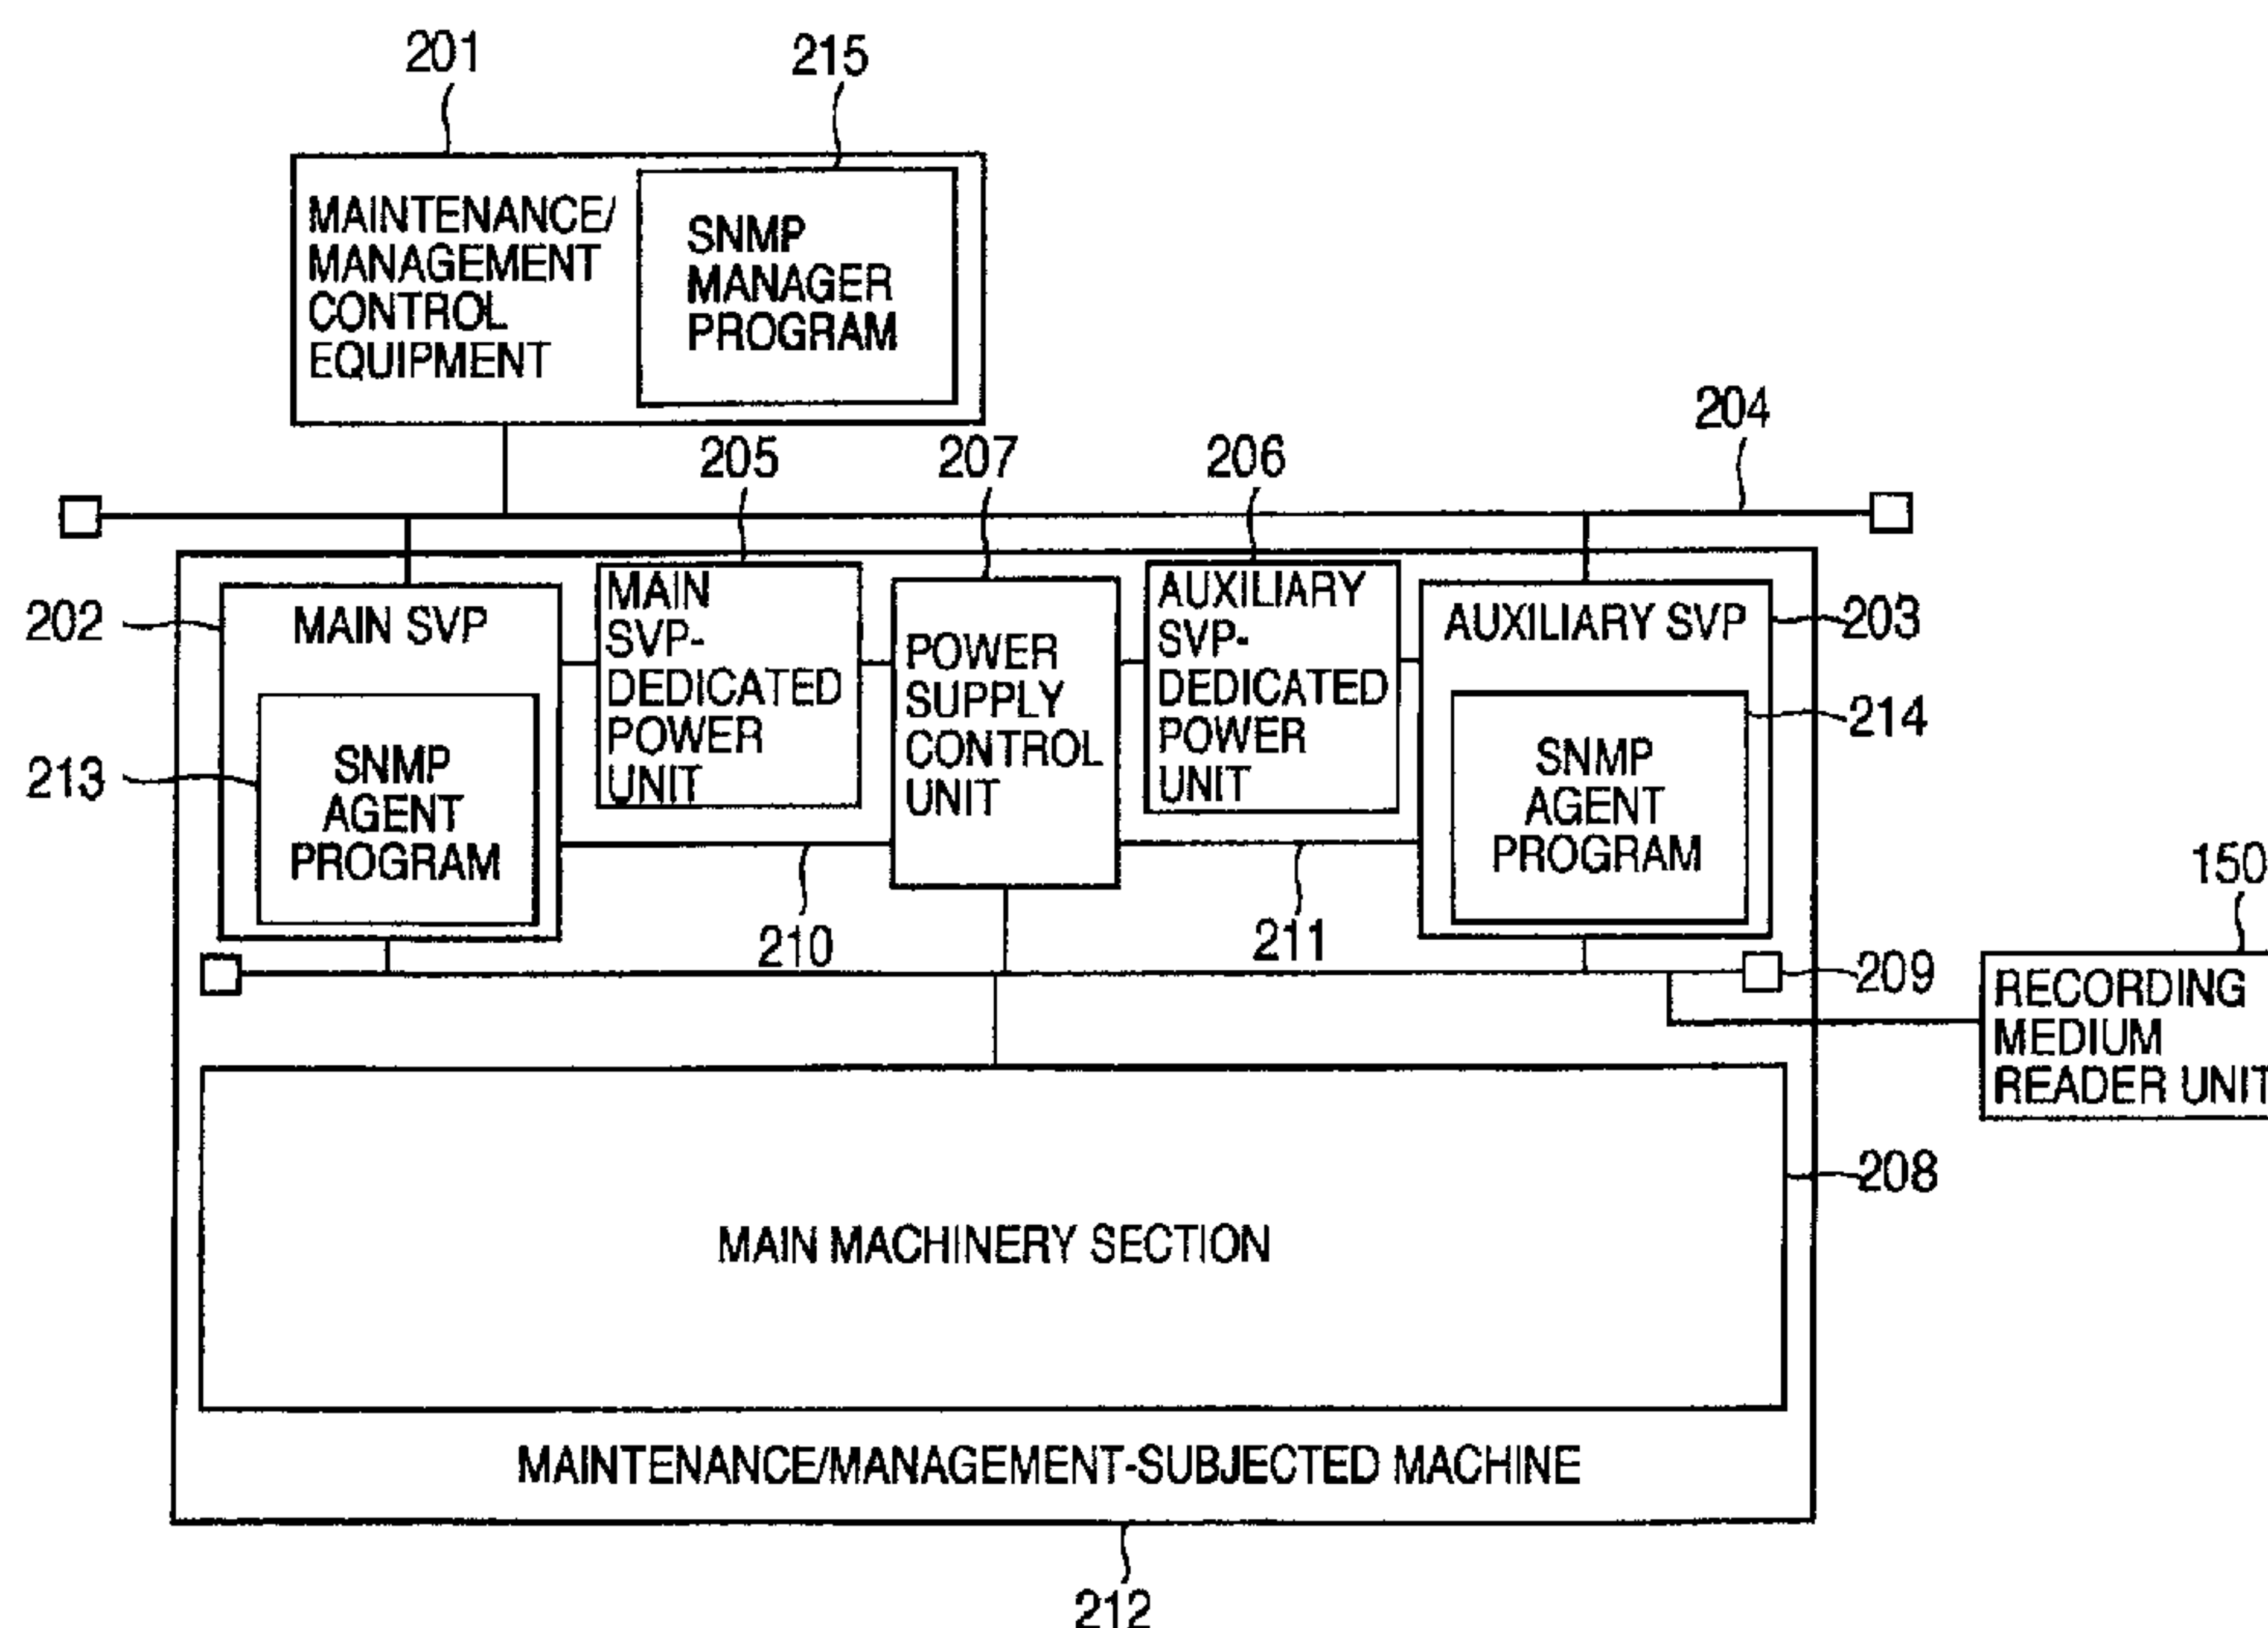 201
215
MAINTENANCE/
MANAGEMENT
CONTROL
EQUIPMENT
SNMP
MANAGER
PROGRAM
204
205
207
206
202
MAIN SVP
MAIN
SVP-
DEDICATED
POWER
UNIT
POWER
SUPPLY
CONTROL
UNIT
AUXILIARY
SVP-
DEDICATED
POWER
UNIT
AUXILIARY SVP
203
213
SNMP
AGENT
PROGRAM
SNMP
AGENT
PROGRAM
214
210
211
150
209
RECORDING
MEDIUM
READER UNIT
208
MAIN MACHINERY SECTION
MAINTENANCE/MANAGEMENT-SUBJECTED MACHINE
212